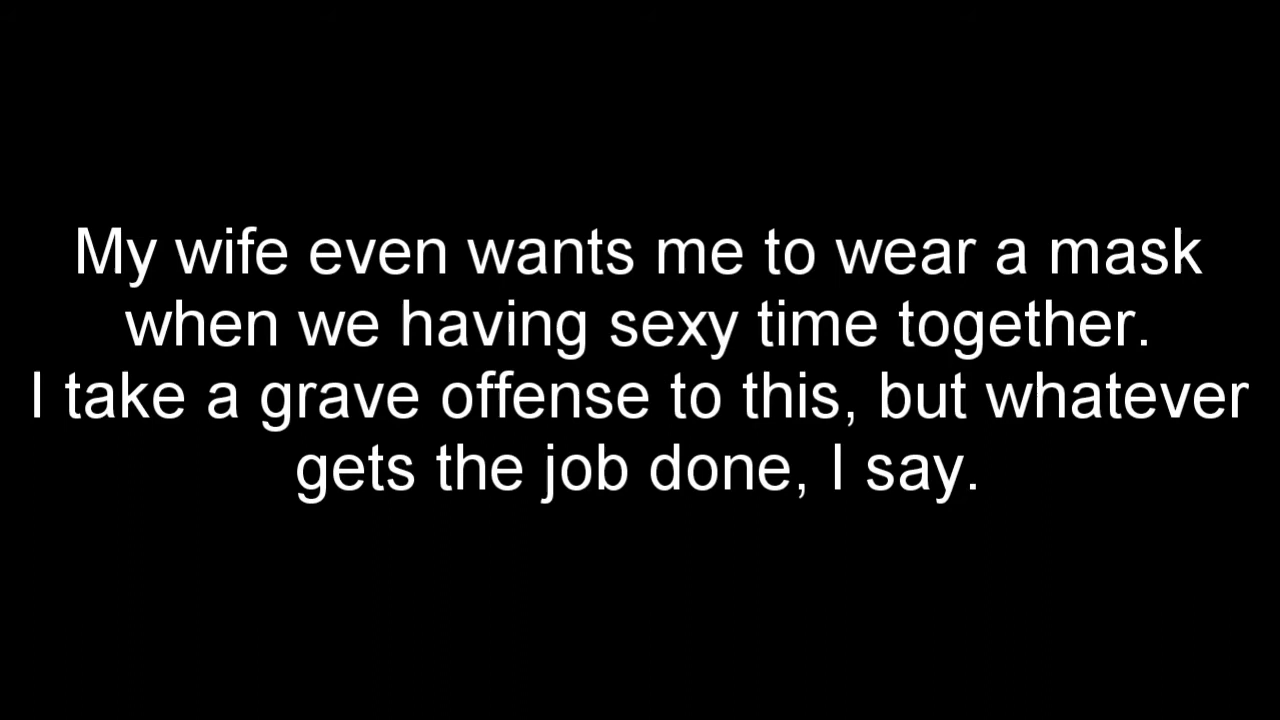 My wife even wants me to wear a mask
when we having sexy time together.
I take a grave offense to this, but whatever
gets the job done, I say.